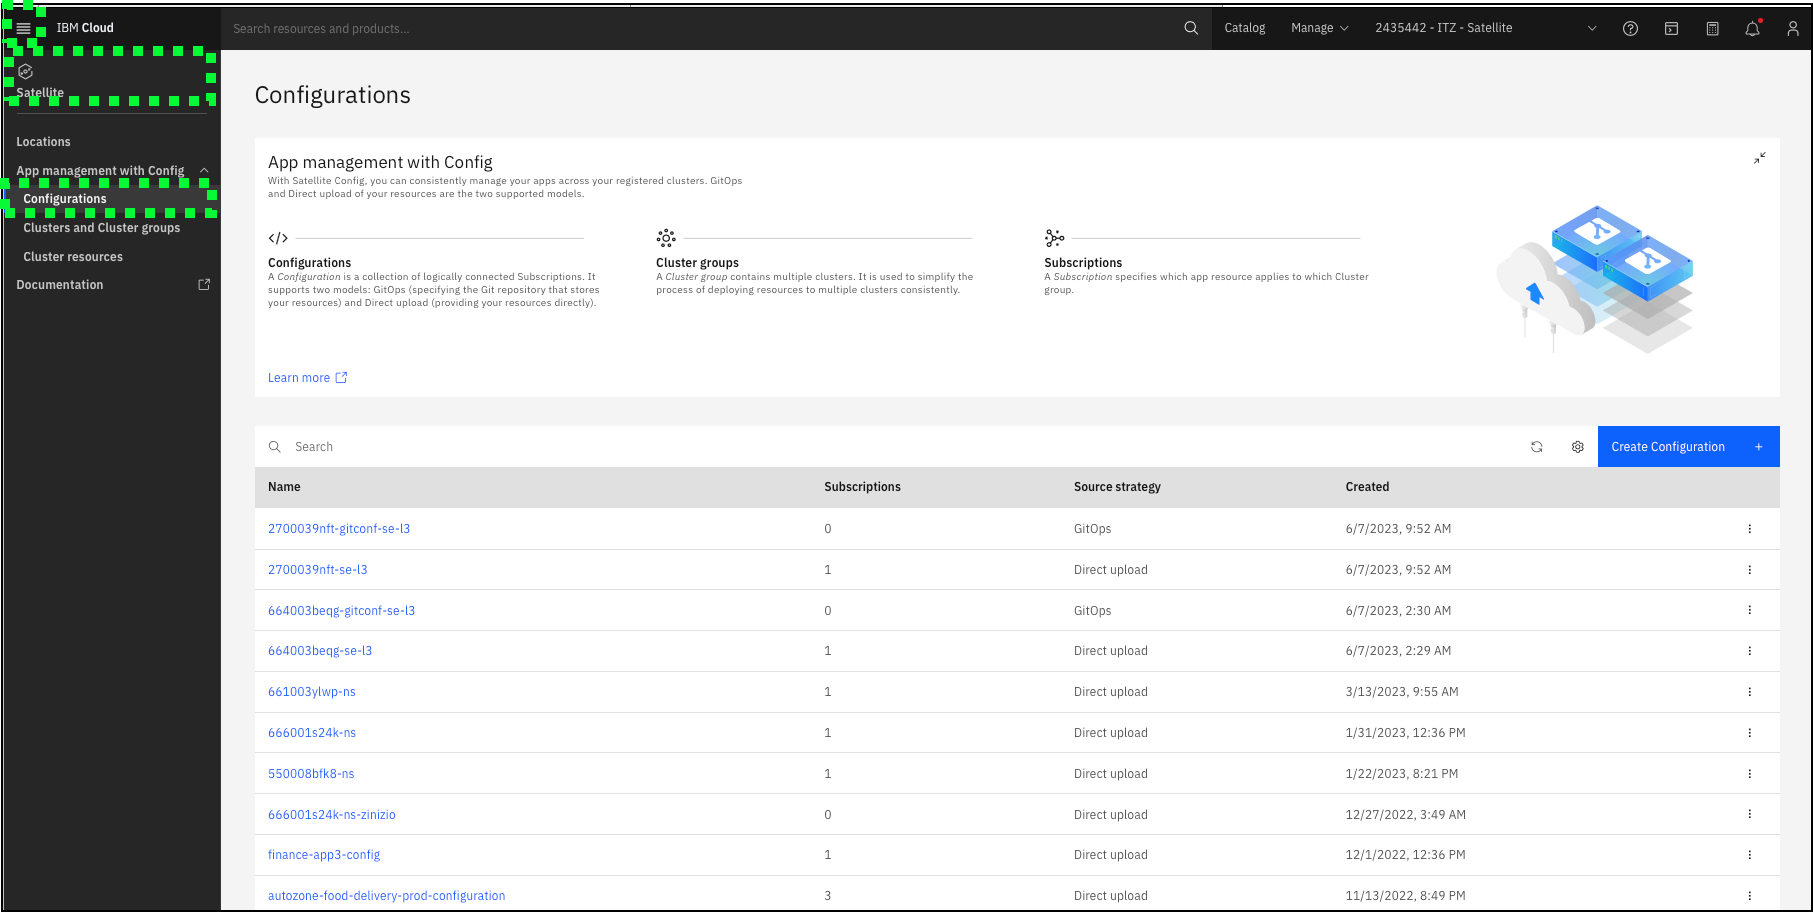 IBM Cloud
Search resources and products...
Catalog
Manage
2435442 - ITZ - Satellite
Satellite
Locations
App management with Config
Configurations
Clusters and Cluster groups
Cluster resources
Documentation
Configurations
App management with Config
With Satellite Config, you can consistently manage your apps across your registered clusters. GitOps
and Direct upload of your resources are the two supported models.
Configurations
A Configuration is a collection of logically connected Subscriptions. It
supports two models: GitOps (specifying the Git repository that stores
your resources) and Direct upload (providing your resources directly).
Cluster groups
A Cluster group contains multiple clusters. It is used to simplify the
process of deploying resources to multiple clusters consistently.
Subscriptions
A Subscription specifies which app resource applies to which Cluster
group.
Learn more
Search
Create Configuration +
Name Subscriptions Source strategy Created
2700039nft-gitconf-se-l3 0 GitOps 6/7/2023, 9:52 AM
2700039nft-se-l3 1 Direct upload 6/7/2023, 9:52 AM
664003beqg-gitconf-se-l3 0 GitOps 6/7/2023, 2:30 AM
664003beqg-se-l3 1 Direct upload 6/7/2023, 2:29 AM
661003ylwp-ns 1 Direct upload 3/13/2023, 9:55 AM
666001s24k-ns 1 Direct upload 1/31/2023, 12:36 PM
550008bfk8-ns 1 Direct upload 1/22/2023, 8:21 PM
666001s24k-ns-zinizio 0 Direct upload 12/27/2022, 3:49 AM
finance-app3-config 1 Direct upload 12/1/2022, 12:36 PM
autozone-food-delivery-prod-configuration 3 Direct upload 11/13/2022, 8:49 PM